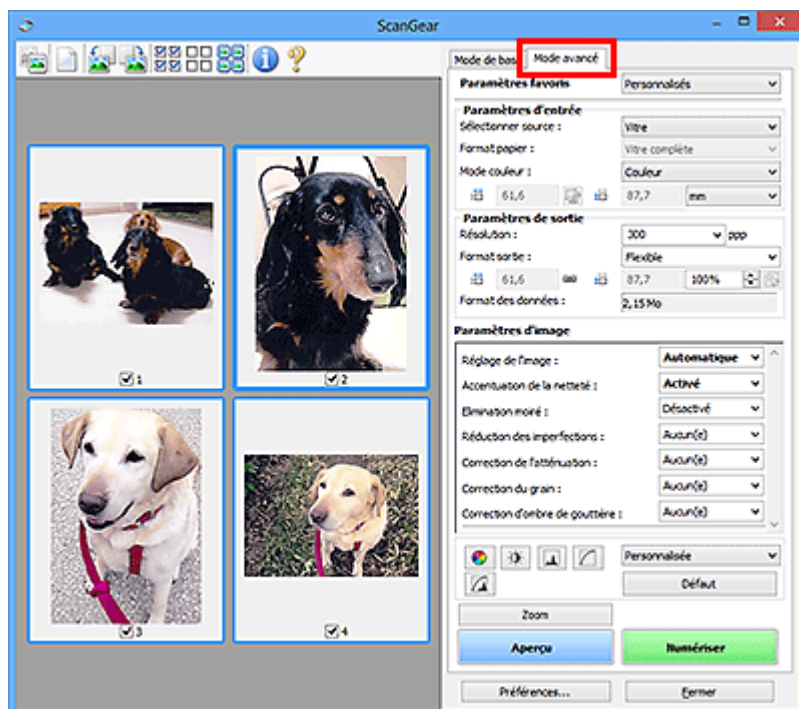 ScanGear
Mode de bas
Mode avancé
Paramètres favoris
Personnalisés
Paramètres d'entrée
Sélectionner source :
Vitre
Format papier :
Vitre complète
Mode couleur :
Couleur
61,6
87,7
mm
Paramètres de sortie
Résolution :
300
ppp
Format sortie :
Flexible
61,6
87,7
100%
Format des données :
2,15 Mo
Paramètres d'image
Réglage de l'image :
Automatique
Accentuation de la netteté :
Activé
Elimination moiré :
Désactivé
Réduction des imperfections :
Aucun(e)
Correction de l'atténuation :
Aucun(e)
Correction du grain :
Aucun(e)
Correction d'ombre de gouttière :
Aucun(e)
Personnalisée
Défaut
Zoom
Aperçu
Numériser
Préférences...
Fermer
1
2
3
4